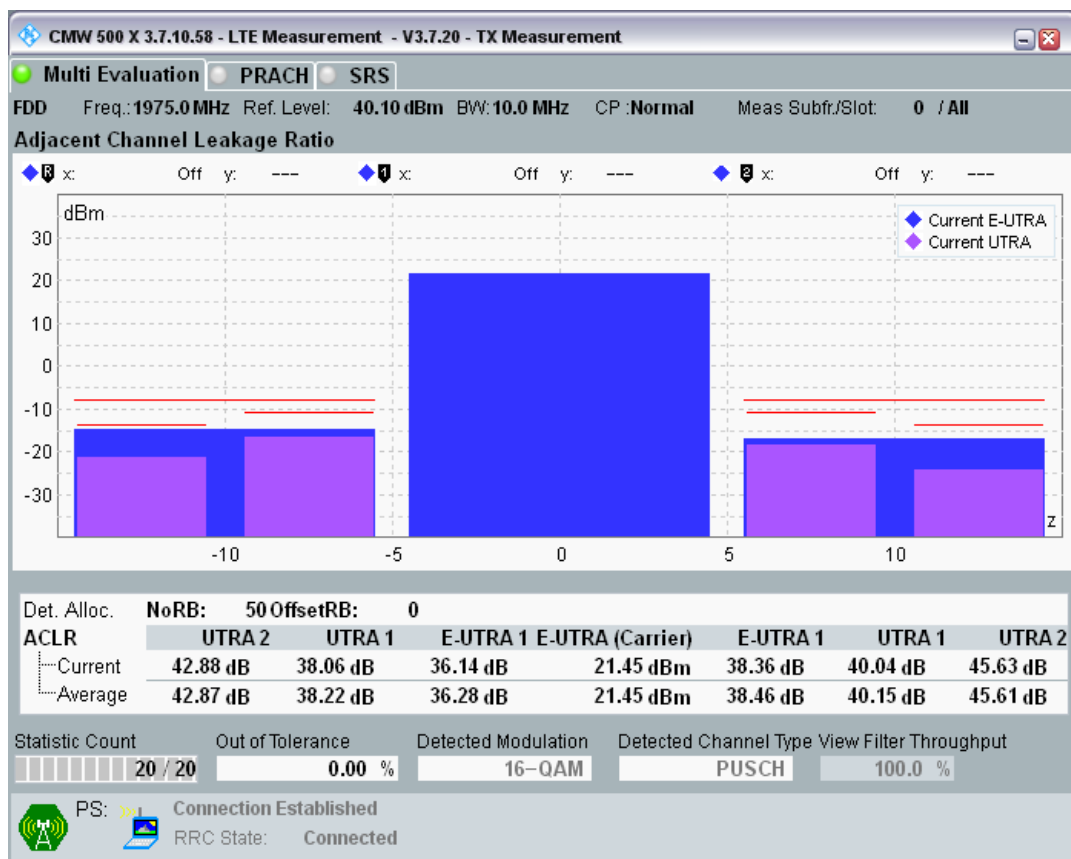 CMW 500 X 3.7.10.58 - LTE Measurement - V3.7.20 - TX Measurement
Multi Evaluation PRACH SRS
FDD Freq.:1975.0 MHz Ref. Level: 40.10 dBm BW: 10.0 MHz CP :Normal Meas Subfr./Slot: 0 / All
Adjacent Channel Leakage Ratio
R x: Off y: --- 1 x: Off y: --- 2 x: Off y: ---
dBm
Current E-UTRA
Current UTRA
30
20
10
0
-10
-20
-30
z
-10 -5 0 5 10
Det. Alloc. NoRB: 50 OffsetRB: 0
ACLR UTRA 2 UTRA 1 E-UTRA 1 E-UTRA (Carrier) E-UTRA 1 UTRA 1 UTRA 2
Current 42.88 dB 38.06 dB 36.14 dB 21.45 dBm 38.36 dB 40.04 dB 45.63 dB
Average 42.87 dB 38.22 dB 36.28 dB 21.45 dBm 38.46 dB 40.15 dB 45.61 dB
Statistic Count Out of Tolerance Detected Modulation Detected Channel Type View Filter Throughput
20 / 20 0.00 % 16-QAM PUSCH 100.0 %
PS: Connection Established
RRC State: Connected